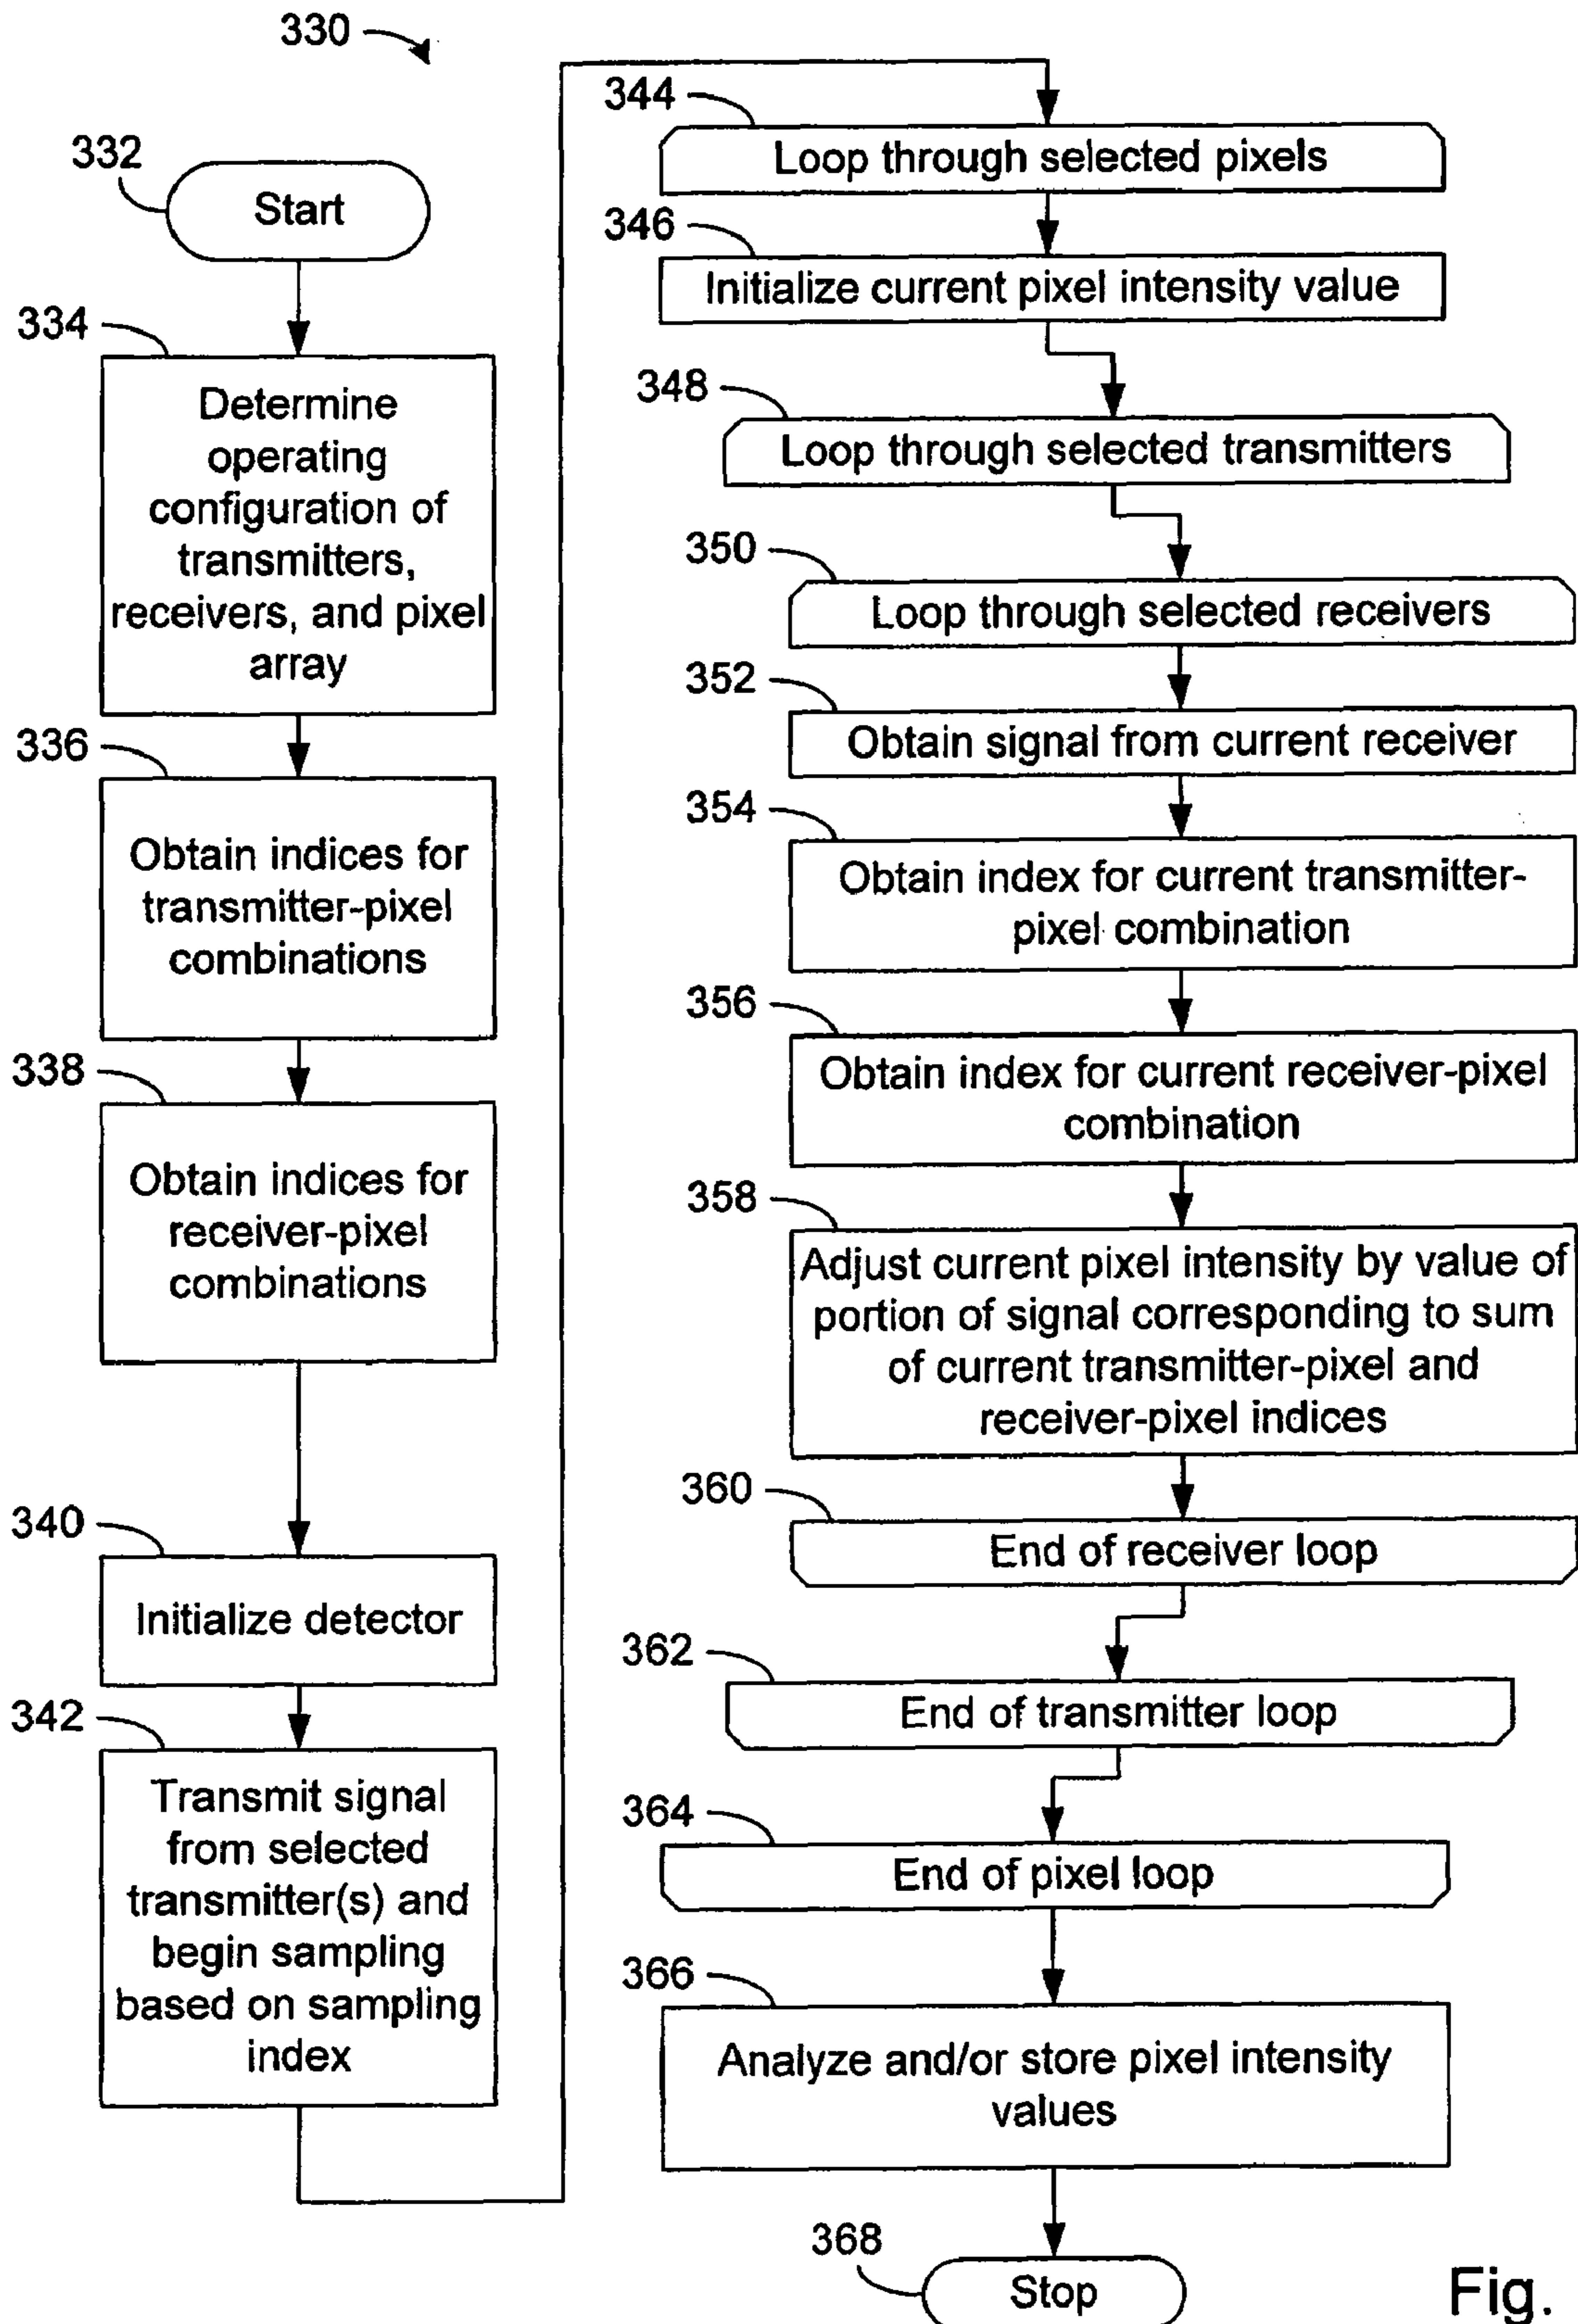 330
332
Start
334
Determine
operating
configuration of
transmitters,
receivers, and pixel
array
336
Obtain indices for
transmitter-pixel
combinations
338
Obtain indices for
receiver-pixel
combinations
340
Initialize detector
342
Transmit signal
from selected
transmitter(s) and
begin sampling
based on sampling
index
344
Loop through selected pixels
346
Initialize current pixel intensity value
348
Loop through selected transmitters
350
Loop through selected receivers
352
Obtain signal from current receiver
354
Obtain index for current transmitter-
pixel combination
356
Obtain index for current receiver-pixel
combination
358
Adjust current pixel intensity by value of
portion of signal corresponding to sum
of current transmitter-pixel and
receiver-pixel indices
360
End of receiver loop
362
End of transmitter loop
364
End of pixel loop
366
Analyze and/or store pixel intensity
values
368
Stop
Fig.